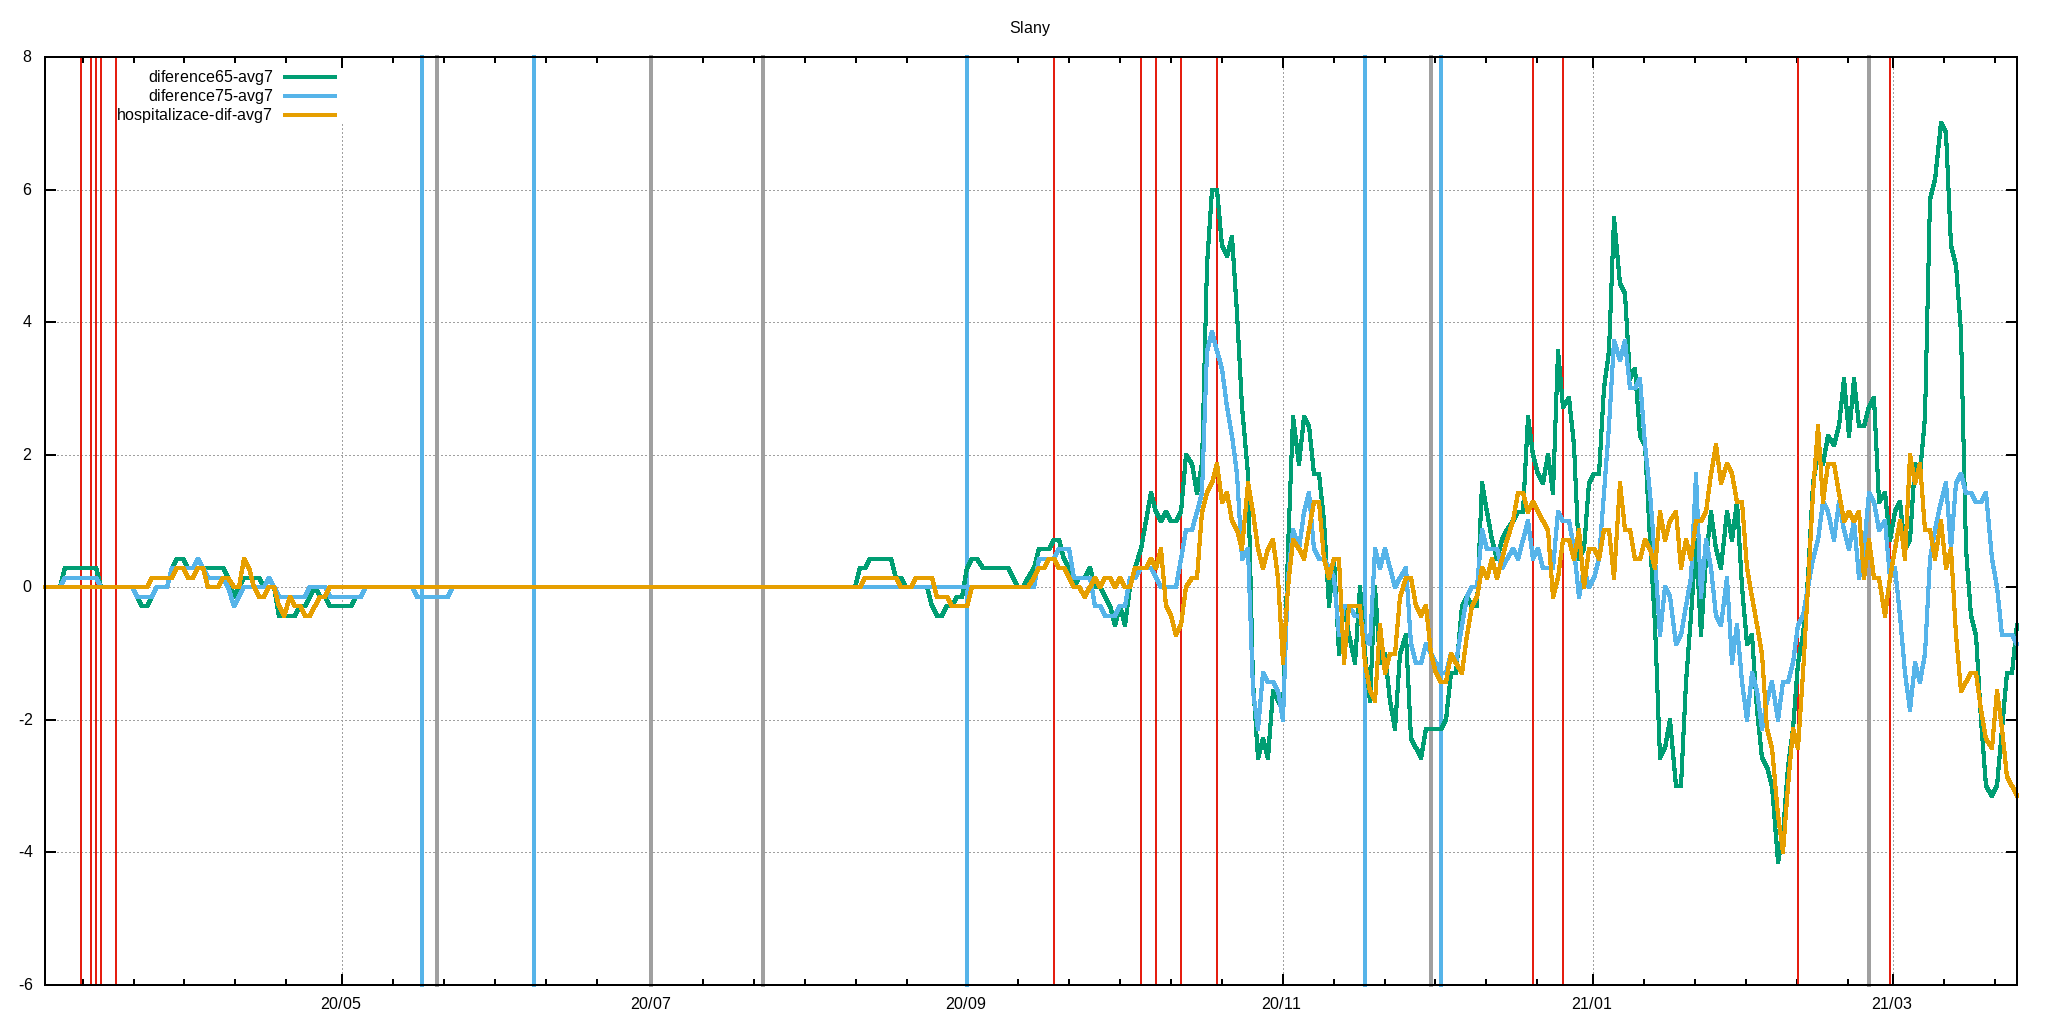 Slany
8
diference65-avg7
diference75-avg7
hospitalizace-dif-avg7
6
4
2
0
-2
-4
-6
20/05 20/07 20/09 20/11 21/01 21/03